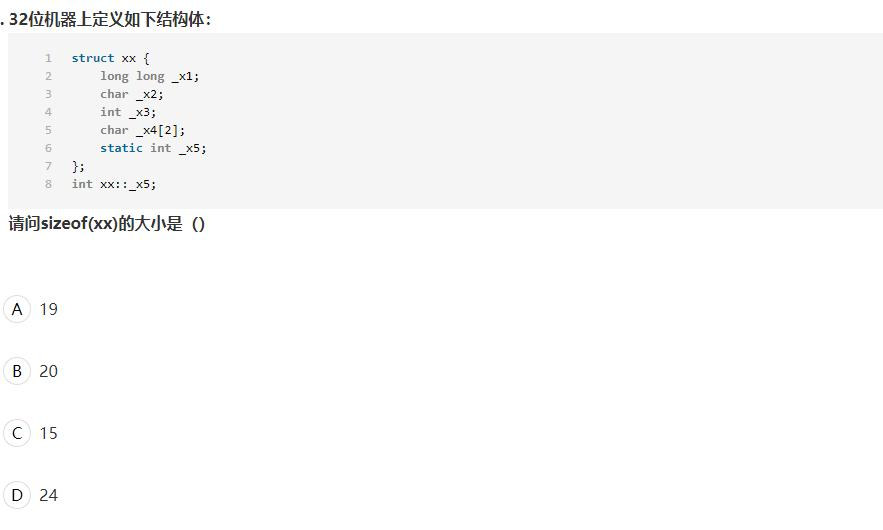 . 32位机器上定义如下结构体：
1 struct xx {
2 long long _x1;
3 char _x2;
4 int _x3;
5 char _x4[2];
6 static int _x5;
7 };
8 int xx::_x5;
请问sizeof(xx)的大小是（）
A 19
B 20
C 15
D 24